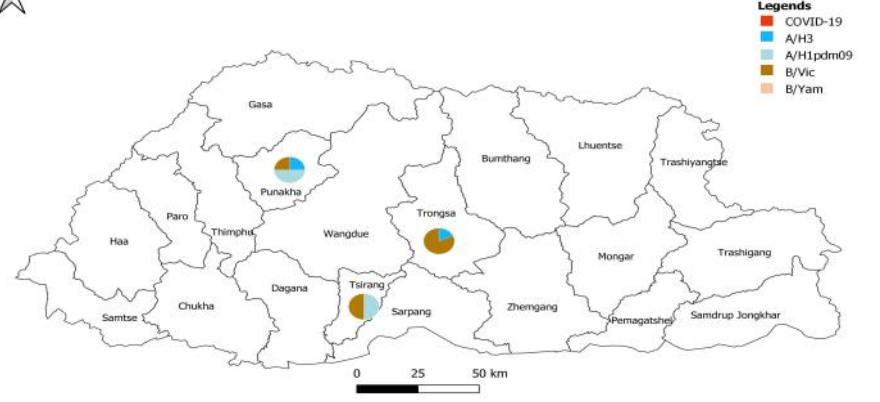 Legends
COVID-19
A/H3
A/H1pdm09
B/Vic
B/Yam
Gasa
Punakha
Bumthang
Lhuentse
Trashiyangtse
Paro
Thimphu
Haa
Wangdue
Trongsa
Mongar
Trashigang
Dagana
Tsirang
Chukha
Samtse
Sarpang
Zhemgang
Pemagatshel
Samdrup Jongkhar
0 25 50 km